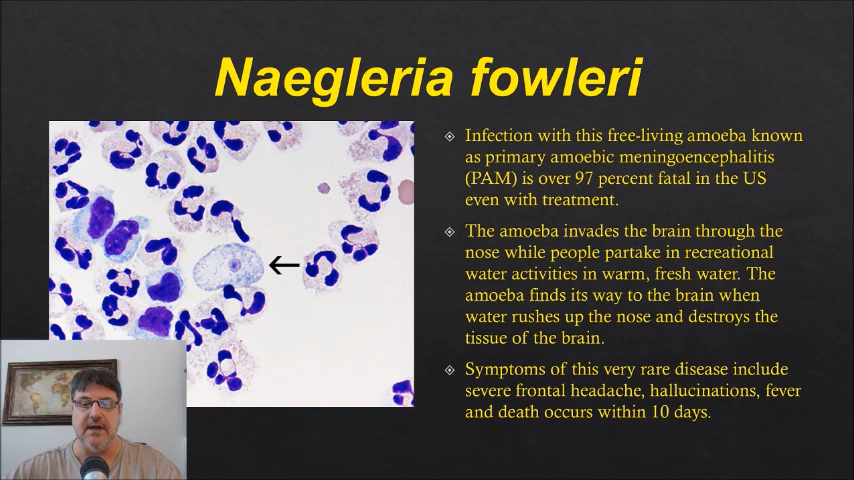 Naegleria fowleri
Infection with this free-living amoeba known
as primary amoebic meningoencephalitis
(PAM) is over 97 percent fatal in the US
even with treatment.
The amoeba invades the brain through the
nose while people partake in recreational
water activities in warm, fresh water. The
amoeba finds its way to the brain when
water rushes up the nose and destroys the
tissue of the brain.
Symptoms of this very rare disease include
severe frontal headache, hallucinations, fever
and death occurs within 10 days.